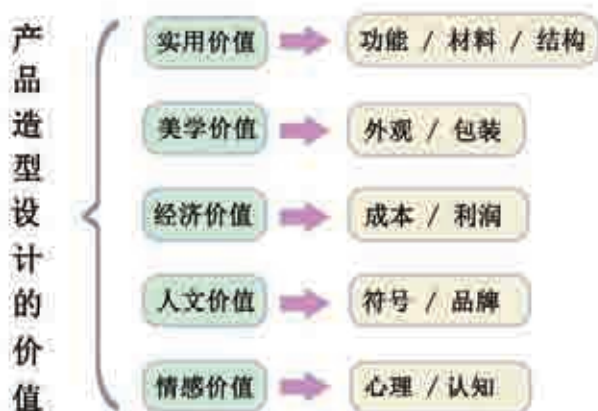 产品造型设计的价值
实用价值
功能 / 材料 / 结构
美学价值
外观 / 包装
经济价值
成本 / 利润
人文价值
符号 / 品牌
情感价值
心理 / 认知